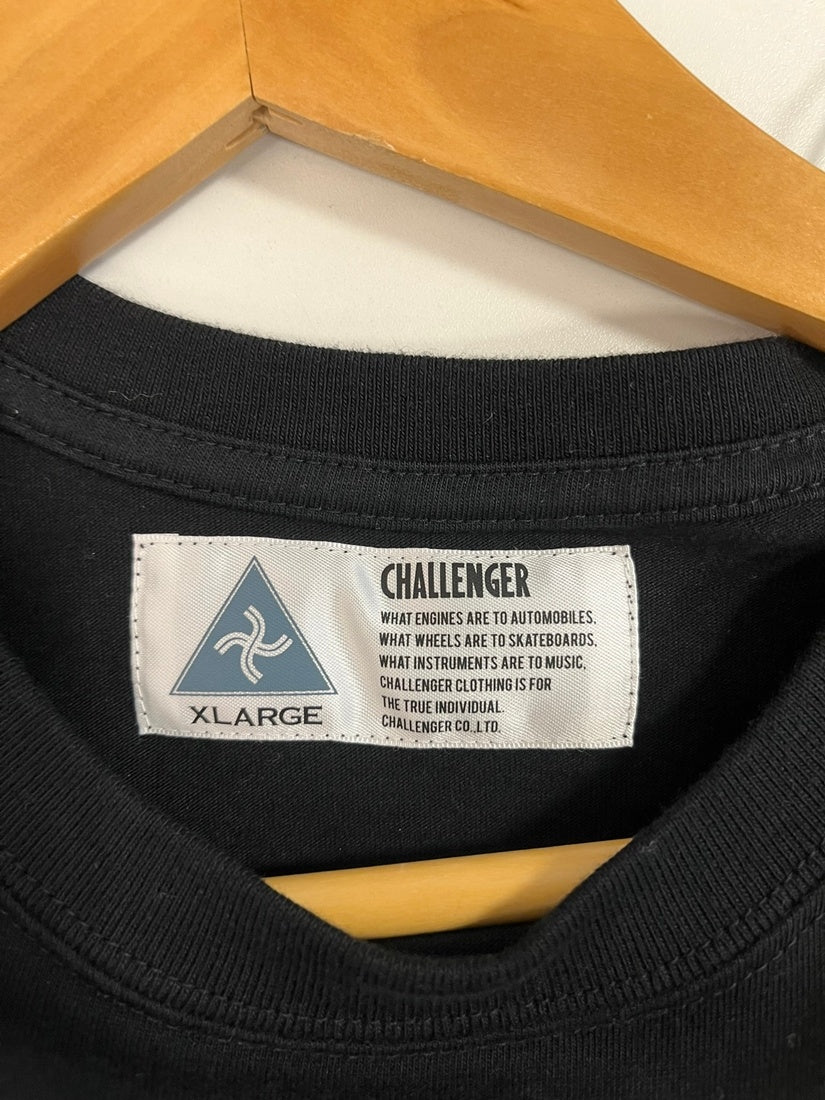 XLARGE
CHALLENGER
WHAT ENGINES ARE TO AUTOMOBILES,
WHAT WHEELS ARE TO SKATEBOARDS,
WHAT INSTRUMENTS ARE TO MUSIC,
CHALLENGER CLOTHING IS FOR
THE TRUE INDIVIDUAL.
CHALLENGER CO.,LTD.